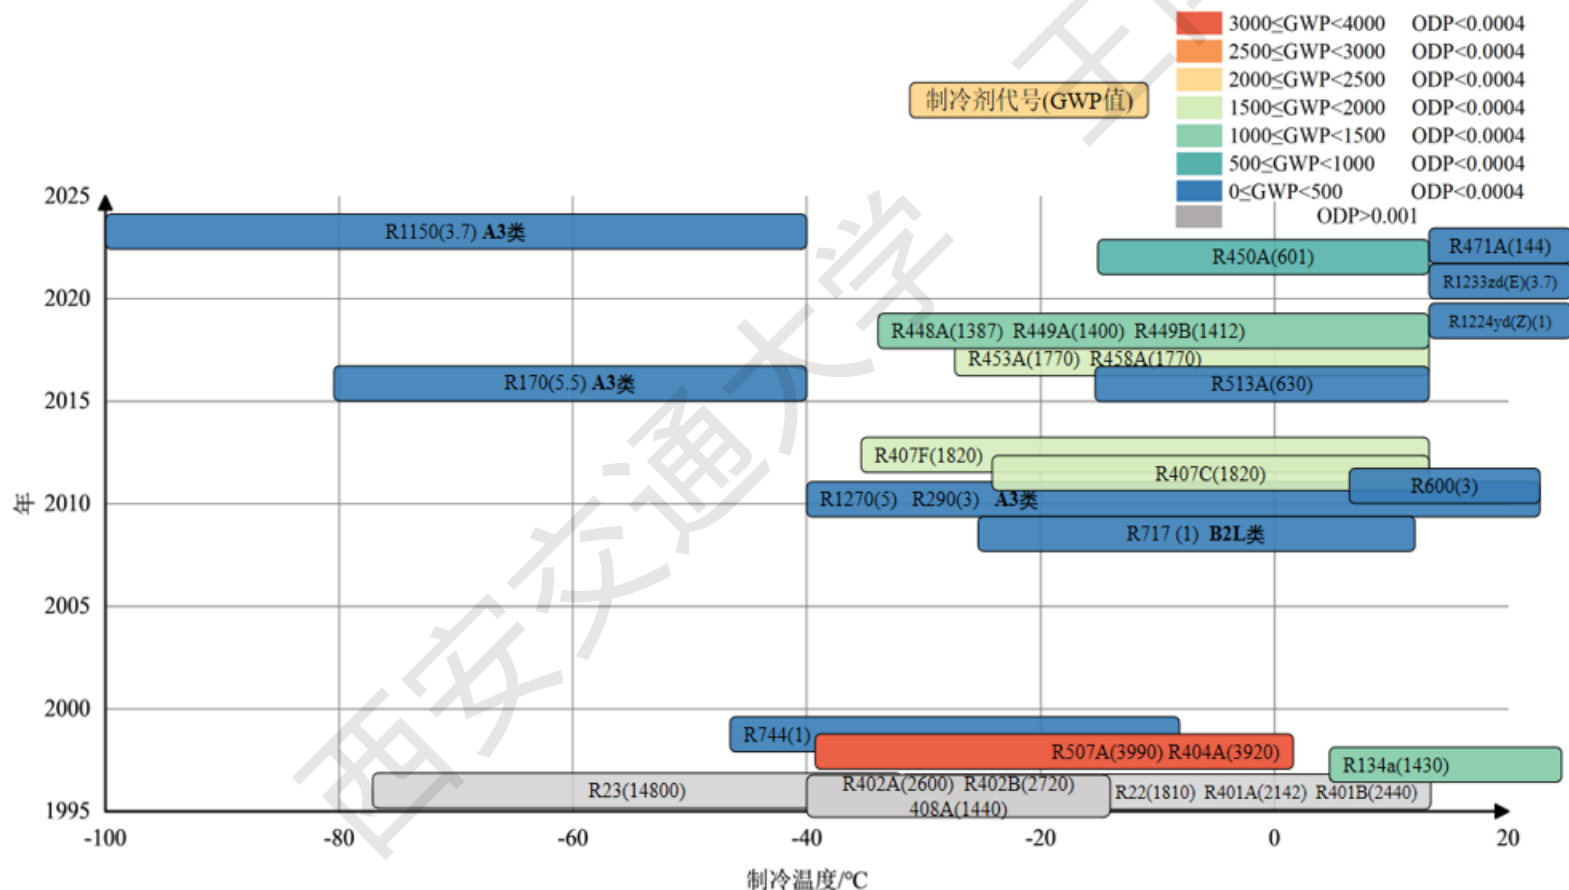 3000≤GWP<4000 ODP<0.0004
2500≤GWP<3000 ODP<0.0004
2000≤GWP<2500 ODP<0.0004
制冷剂代号(GWP值)
1500≤GWP<2000 ODP<0.0004
1000≤GWP<1500 ODP<0.0004
500≤GWP<1000 ODP<0.0004
0≤GWP<500 ODP<0.0004
ODP>0.001
2025
R1150(3.7) A3类
R450A(601)
R471A(144)
R1233zd(E)(3.7)
2020
R448A(1387) R449A(1400) R449B(1412)
R1224yd(Z)(1)
R453A(1770) R458A(1770)
R170(5.5) A3类
R513A(630)
2015
R407F(1820)
R407C(1820)
R600(3)
R1270(5) R290(3) A3类
2010
年
R717 (1) B2L类
2005
2000
R744(1)
R507A(3990) R404A(3920)
R134a(1430)
R23(14800)
R402A(2600) R402B(2720)
408A(1440)
R22(1810) R401A(2142) R401B(2440)
1995
-100 -80 -60 -40 -20 0 20
制冷温度/℃
西安交通大学